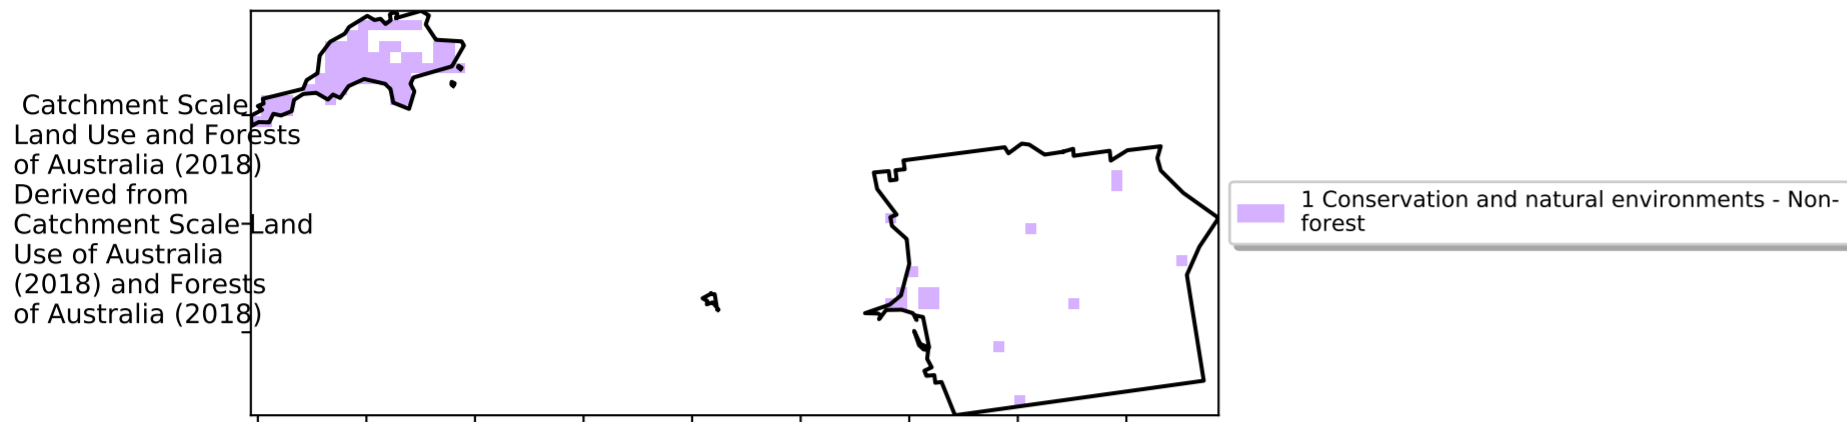 Catchment Scale
Land Use and Forests
of Australia (2018)
Derived from
Catchment Scale Land
Use of Australia
(2018) and Forests
of Australia (2018)
1 Conservation and natural environments - Non-
forest